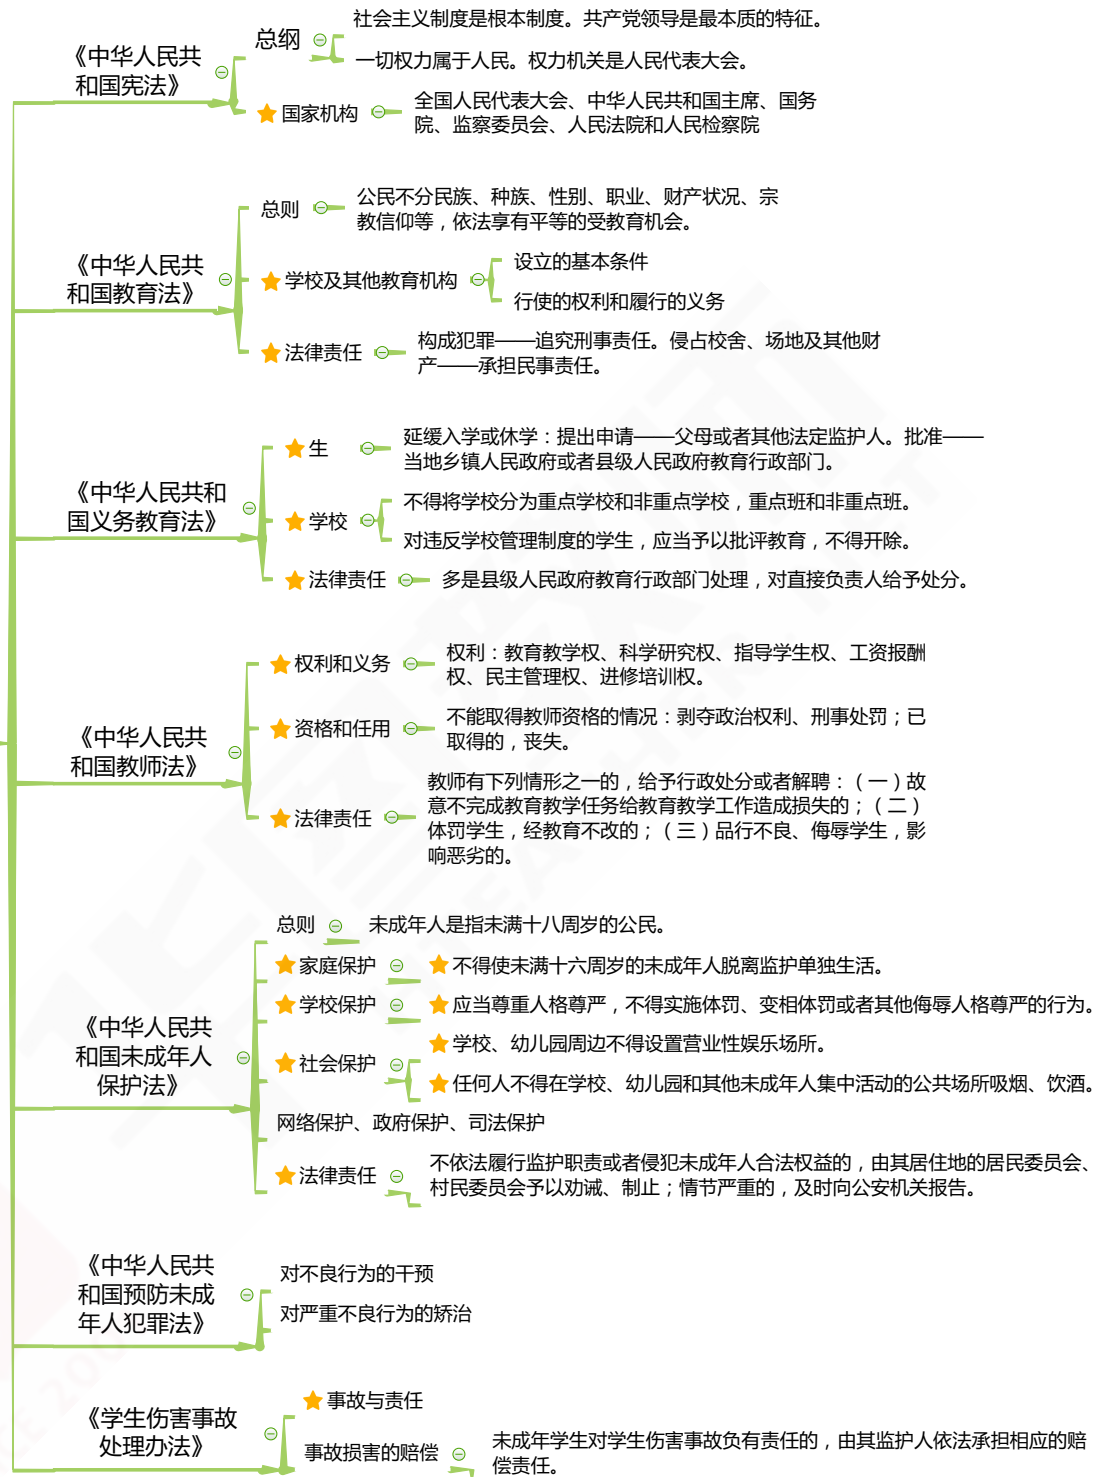 《中华人民共
和国宪法》
总纲
社会主义制度是根本制度。共产党领导是最本质的特征。
一切权力属于人民。权力机关是人民代表大会。
国家机构
全国人民代表大会、中华人民共和国主席、国务
院、监察委员会、人民法院和人民检察院
《中华人民共
和国教育法》
总则
公民不分民族、种族、性别、职业、财产状况、宗
教信仰等，依法享有平等的受教育机会。
学校及其他教育机构
设立的基本条件
行使的权利和履行的义务
法律责任
构成犯罪——追究刑事责任。侵占校舍、场地及其他财
产——承担民事责任。
《中华人民共和
国义务教育法》
生
延缓入学或休学：提出申请——父母或者其他法定监护人。批准——
当地乡镇人民政府或者县级人民政府教育行政部门。
学校
不得将学校分为重点学校和非重点学校，重点班和非重点班。
对违反学校管理制度的学生，应当予以批评教育，不得开除。
法律责任
多是县级人民政府教育行政部门处理，对直接负责人给予处分。
《中华人民共
和国教师法》
权利和义务
权利：教育教学权、科学研究权、指导学生权、工资报酬
权、民主管理权、进修培训权。
资格和任用
不能取得教师资格的情况：剥夺政治权利、刑事处罚；已
取得的，丧失。
法律责任
教师有下列情形之一的，给予行政处分或者解聘：（一）故
意不完成教育教学任务给教育教学工作造成损失的；（二）
体罚学生，经教育不改的；（三）品行不良、侮辱学生，影
响恶劣的。
《中华人民共
和国未成年人
保护法》
总则
未成年人是指未满十八周岁的公民。
家庭保护
不得使未满十六周岁的未成年人脱离监护单独生活。
学校保护
应当尊重人格尊严，不得实施体罚、变相体罚或者其他侮辱人格尊严的行为。
社会保护
学校、幼儿园周边不得设置营业性娱乐场所。
任何人不得在学校、幼儿园和其他未成年人集中活动的公共场所吸烟、饮酒。
网络保护、政府保护、司法保护
法律责任
不依法履行监护职责或者侵犯未成年人合法权益的，由其居住地的居民委员会、
村民委员会予以劝诫、制止；情节严重的，及时向公安机关报告。
《中华人民共
和国预防未成
年人犯罪法》
对不良行为的干预
对严重不良行为的矫治
《学生伤害事故
处理办法》
事故与责任
事故损害的赔偿
未成年学生对学生伤害事故负有责任的，由其监护人依法承担相应的赔
偿责任。